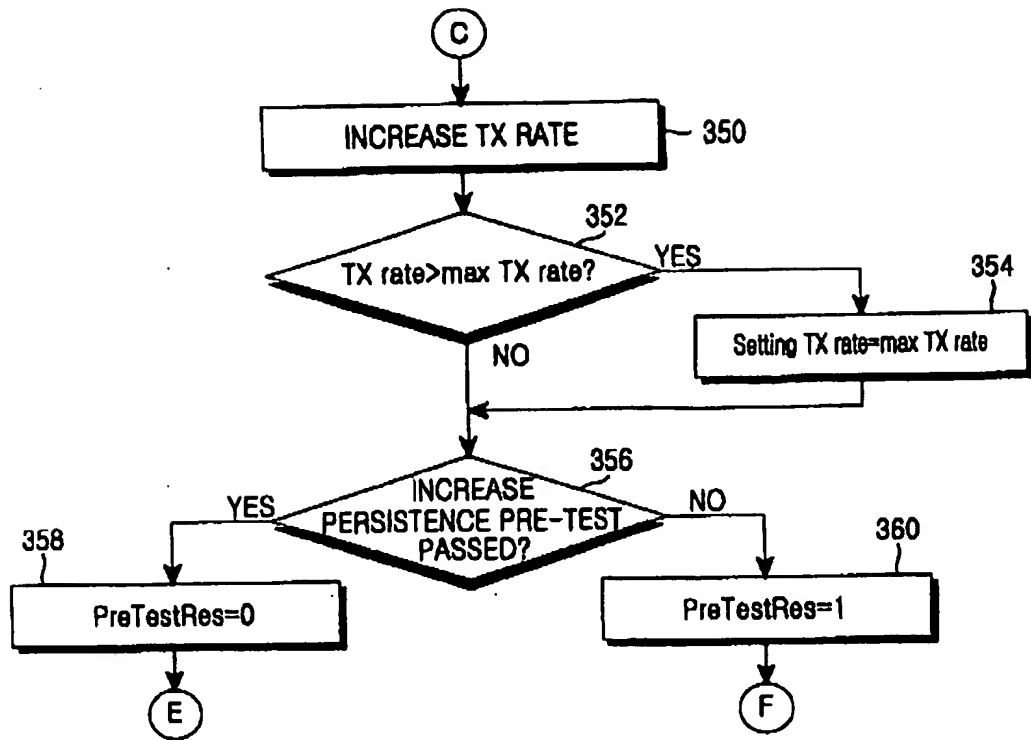 C
INCREASE TX RATE
350
352
TX rate>max TX rate?
YES
354
Setting TX rate=max TX rate
NO
356
INCREASE
PERSISTENCE PRE-TEST
PASSED?
YES
NO
358
PreTestRes=0
360
PreTestRes=1
E
F